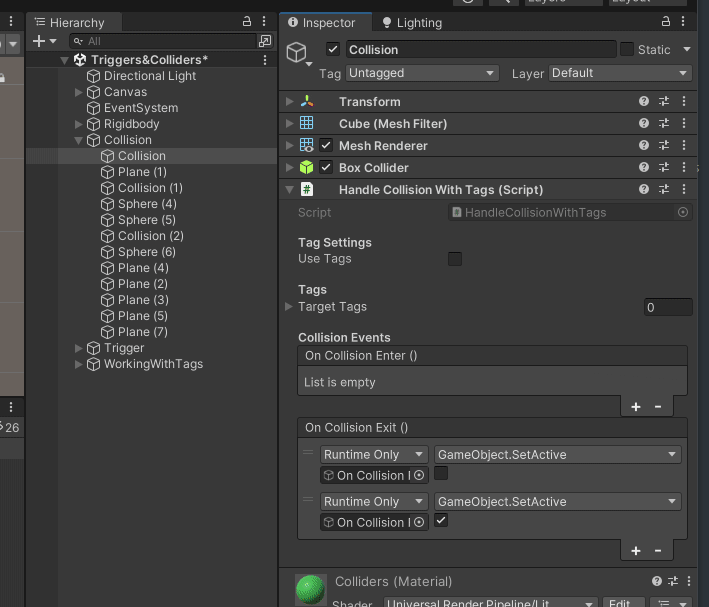 Hierarchy
All
Triggers&Colliders*
Directional Light
Canvas
EventSystem
Rigidbody
Collision
Collision
Plane (1)
Collision (1)
Sphere (4)
Sphere (5)
Collision (2)
Sphere (6)
Plane (4)
Plane (2)
Plane (3)
Plane (5)
Plane (7)
Trigger
WorkingWithTags
26
Inspector
Lighting
Collision
Static
Tag Untagged
Layer Default
Transform
Cube (Mesh Filter)
Mesh Renderer
Box Collider
# Handle Collision With Tags (Script)
Script
HandleCollisionWithTags
Tag Settings
Use Tags
Tags
Target Tags
0
Collision Events
On Collision Enter ()
List is empty
+ -
On Collision Exit ()
Runtime Only
GameObject.SetActive
On Collision
Runtime Only
GameObject.SetActive
On Collision
+ -
Colliders (Material)
Shader
Universal Render Pipeline/Lit
Edit...